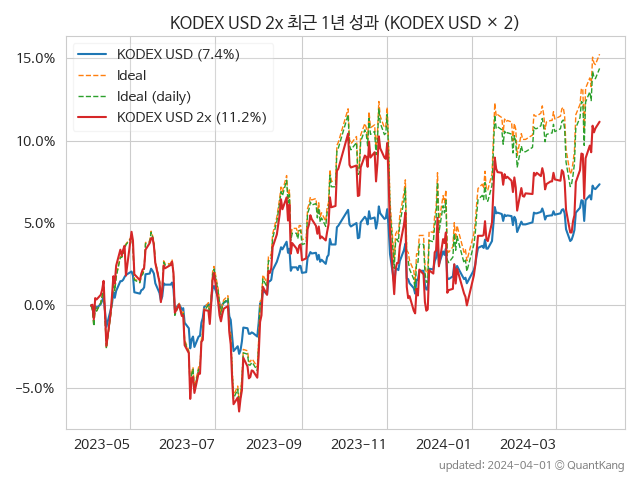 KODEX USD 2x 최근 1년 성과 (KODEX USD × 2)
KODEX USD (7.4%)
Ideal
Ideal (daily)
KODEX USD 2x (11.2%)
15.0%
10.0%
5.0%
0.0%
−5.0%
2023-05 2023-07 2023-09 2023-11 2024-01 2024-03
updated: 2024-04-01 © QuantKang